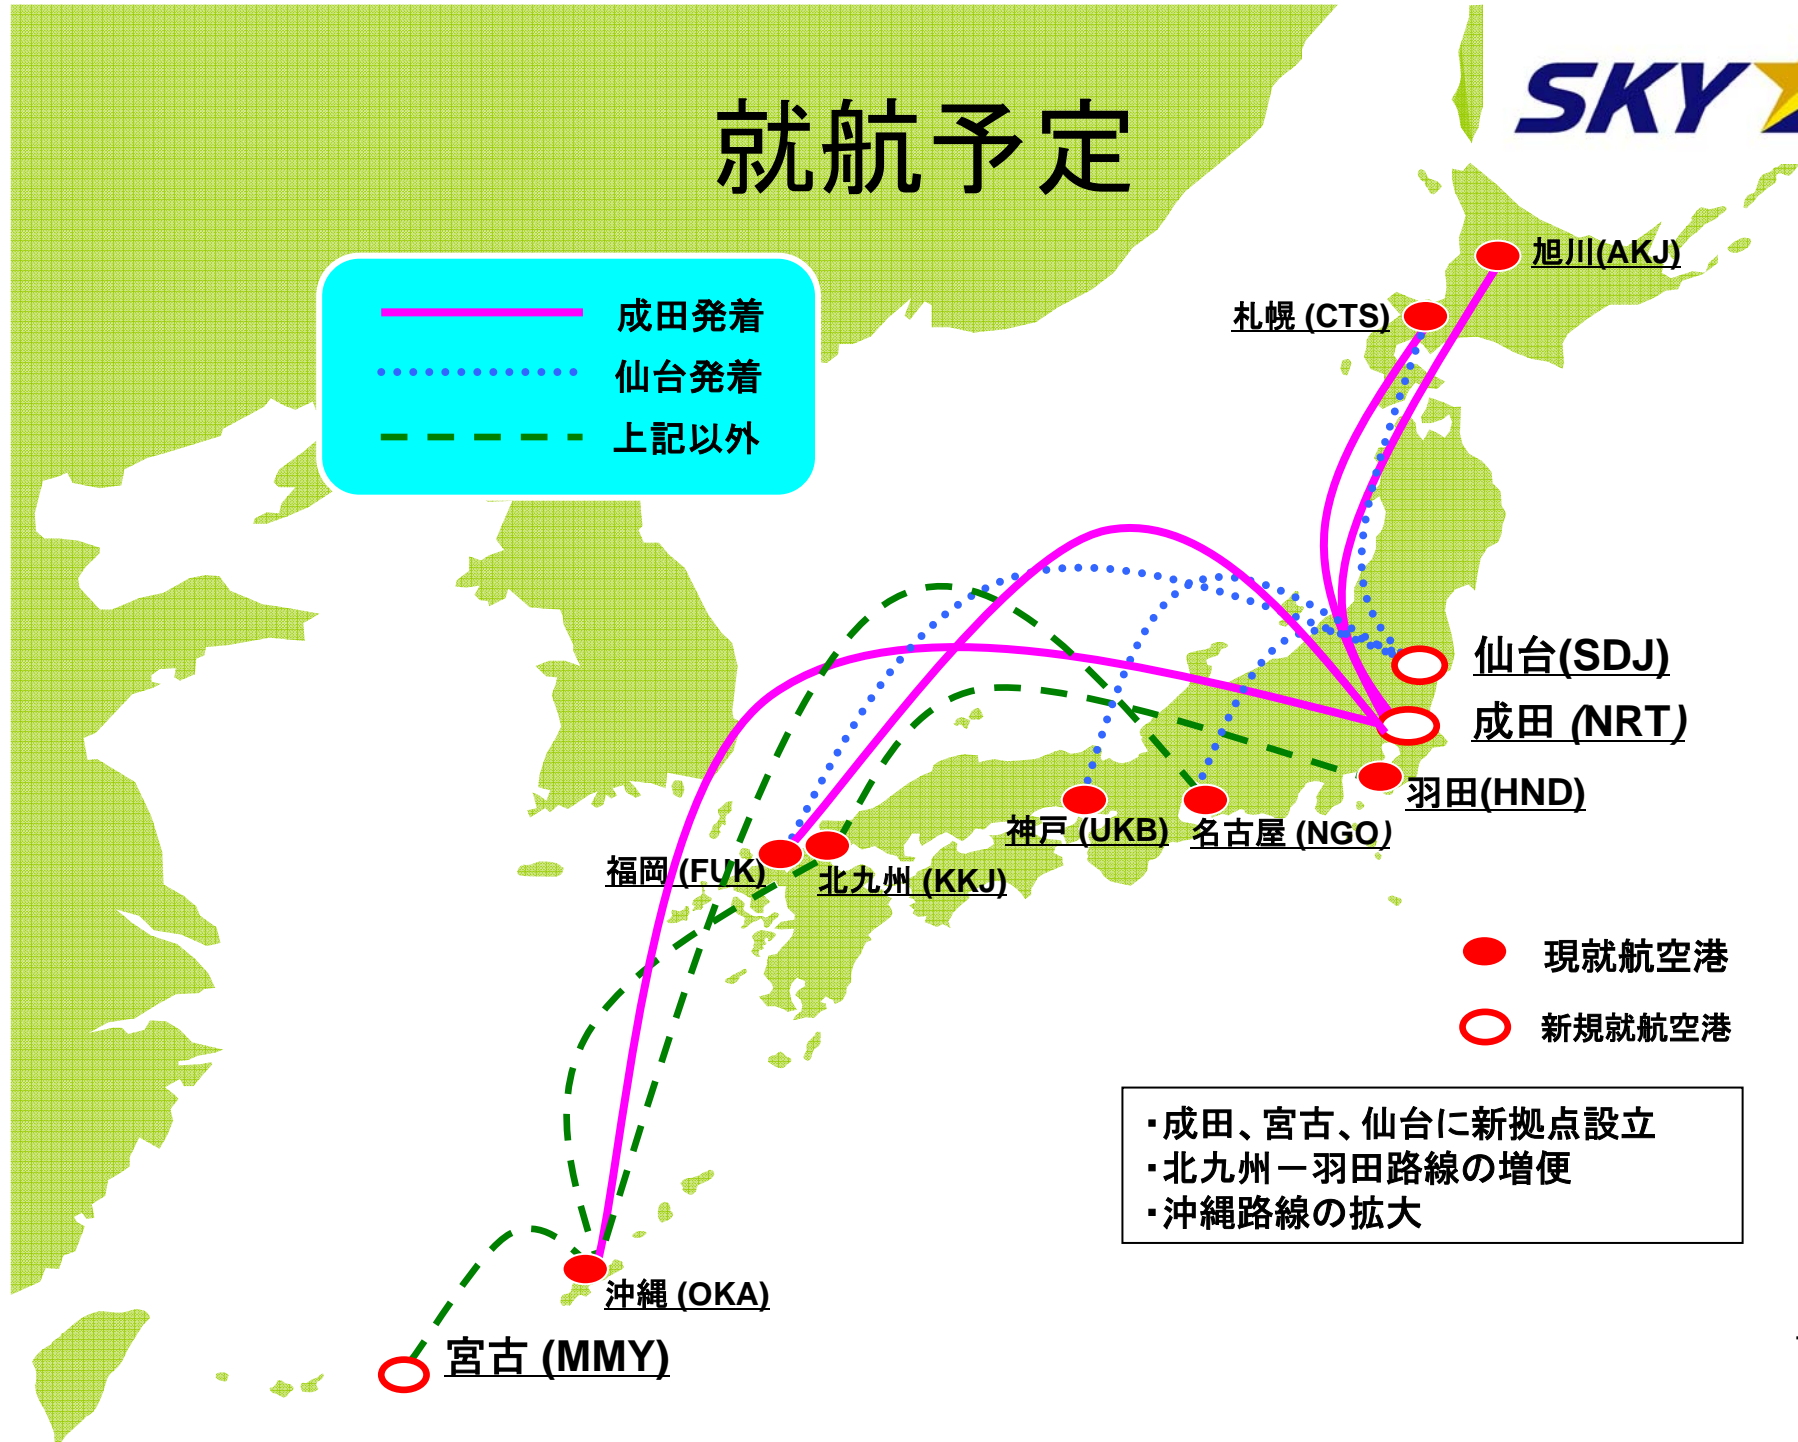 SKY
就航予定
成田発着
仙台発着
上記以外
旭川(AKJ)
札幌 (CTS)
仙台(SDJ)
成田 (NRT)
羽田(HND)
神戸 (UKB)
名古屋 (NGO)
福岡 (FUK)
北九州 (KKJ)
現就航空港
新規就航空港
・成田、宮古、仙台に新拠点設立
・北九州－羽田路線の増便
・沖縄路線の拡大
沖縄 (OKA)
宮古 (MMY)